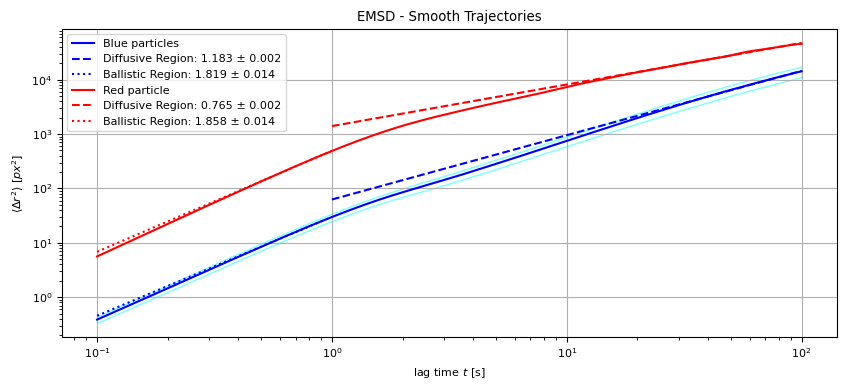 EMSD - Smooth Trajectories
Blue particles
Diffusive Region: 1.183 ± 0.002
Ballistic Region: 1.819 ± 0.014
Red particle
Diffusive Region: 0.765 ± 0.002
Ballistic Region: 1.858 ± 0.014
⟨Δr²⟩ [px²]
10⁴
10³
10²
10¹
10⁰
10⁻¹ 10⁰ 10¹ 10²
lag time t [s]